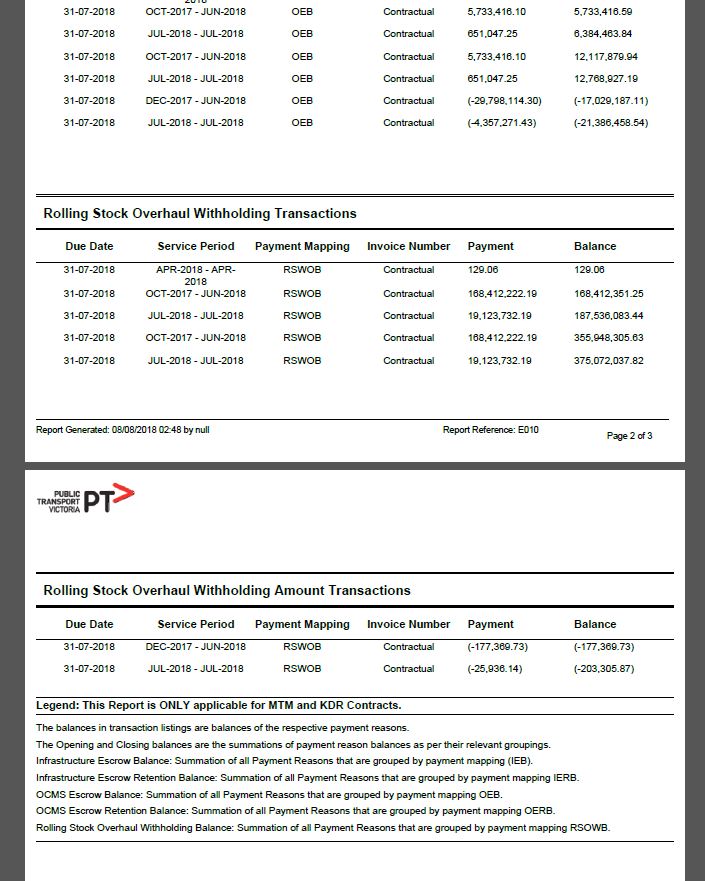 2018
31-07-2018 OCT-2017 - JUN-2018 OEB Contractual 5,733,416.10 5,733,416.59
31-07-2018 JUL-2018 - JUL-2018 OEB Contractual 651,047.25 6,384,463.84
31-07-2018 OCT-2017 - JUN-2018 OEB Contractual 5,733,416.10 12,117,879.94
31-07-2018 JUL-2018 - JUL-2018 OEB Contractual 651,047.25 12,768,927.19
31-07-2018 DEC-2017 - JUN-2018 OEB Contractual (-29,798,114.30) (-17,029,187.11)
31-07-2018 JUL-2018 - JUL-2018 OEB Contractual (-4,357,271.43) (-21,386,458.54)
Rolling Stock Overhaul Withholding Transactions
Due Date Service Period Payment Mapping Invoice Number Payment Balance
31-07-2018 APR-2018 - APR- RSWOB Contractual 129.06 129.06
2018
31-07-2018 OCT-2017 - JUN-2018 RSWOB Contractual 168,412,222.19 168,412,351.25
31-07-2018 JUL-2018 - JUL-2018 RSWOB Contractual 19,123,732.19 187,536,083.44
31-07-2018 OCT-2017 - JUN-2018 RSWOB Contractual 168,412,222.19 355,948,305.63
31-07-2018 JUL-2018 - JUL-2018 RSWOB Contractual 19,123,732.19 375,072,037.82
Report Generated: 08/08/2018 02:48 by null Report Reference: E010
Page 2 of 3
PUBLIC
TRANSPORT
VICTORIA PT
Rolling Stock Overhaul Withholding Amount Transactions
Due Date Service Period Payment Mapping Invoice Number Payment Balance
31-07-2018 DEC-2017 - JUN-2018 RSWOB Contractual (-177,369.73) (-177,369.73)
31-07-2018 JUL-2018 - JUL-2018 RSWOB Contractual (-25,936.14) (-203,305.87)
Legend: This Report is ONLY applicable for MTM and KDR Contracts.
The balances in transaction listings are balances of the respective payment reasons.
The Opening and Closing balances are the summations of payment reason balances as per their relevant groupings.
Infrastructure Escrow Balance: Summation of all Payment Reasons that are grouped by payment mapping (IEB).
Infrastructure Escrow Retention Balance: Summation of all Payment Reasons that are grouped by payment mapping IERB.
OCMS Escrow Balance: Summation of all Payment Reasons that are grouped by payment mapping OEB.
OCMS Escrow Retention Balance: Summation of all Payment Reasons that are grouped by payment mapping OERB.
Rolling Stock Overhaul Withholding Balance: Summation of all Payment Reasons that are grouped by payment mapping RSOWB.